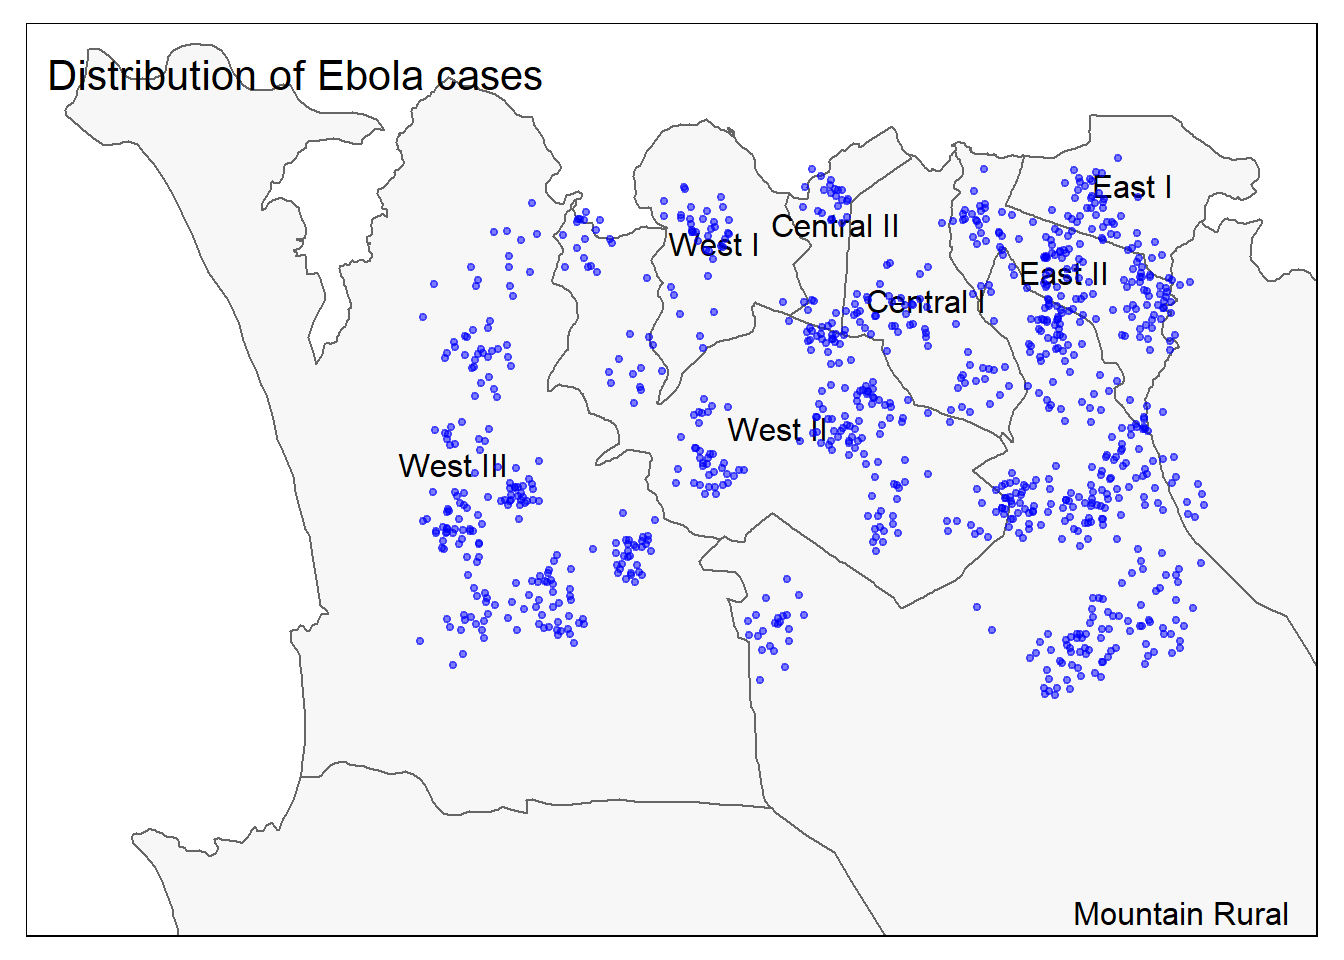 Distribution of Ebola cases
East I
Central II
West I
East II
Central I
West II
West III
Mountain Rural